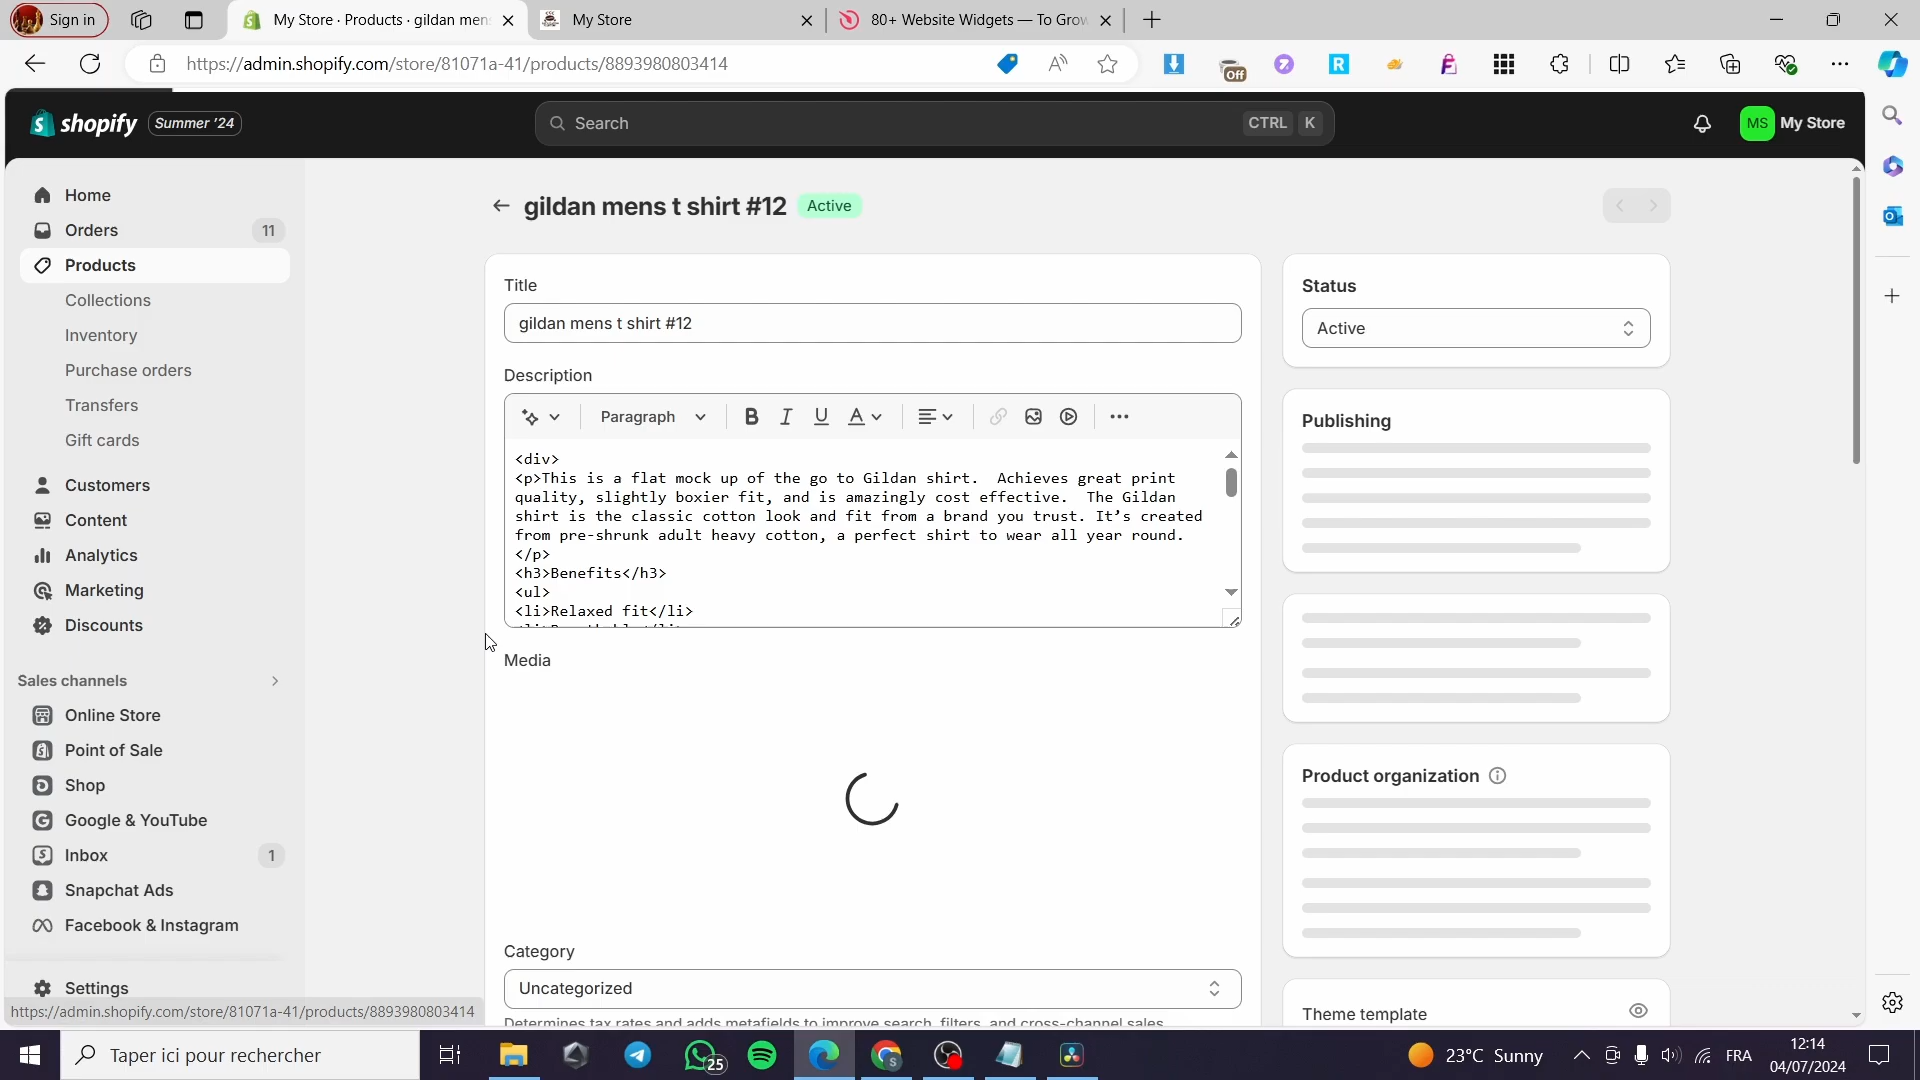 Sign in
My Store · Products · gildan men
My Store
80+ Website Widgets — To Grow
https://admin.shopify.com/store/81071a-41/products/8893980803414
Off
shopify
Summer '24
Search
CTRL K
MS My Store
Home
Orders 11
Products
Collections
Inventory
Purchase orders
Transfers
Gift cards
Customers
Content
Analytics
Marketing
Discounts
Sales channels
Online Store
Point of Sale
Shop
Google & YouTube
Inbox 1
Snapchat Ads
Facebook & Instagram
Settings
https://admin.shopify.com/store/81071a-41/products/8893980803414
gildan mens t shirt #12 Active
Title
gildan mens t shirt #12
Description
Paragraph
<div>
<p>This is a flat mock up of the go to Gildan shirt.  Achieves great print
quality, slightly boxier fit, and is amazingly cost effective.  The Gildan
shirt is the classic cotton look and fit from a brand you trust. It’s created
from pre-shrunk adult heavy cotton, a perfect shirt to wear all year round.
</p>
<h3>Benefits</h3>
<ul>
<li>Relaxed fit</li>
Media
Category
Uncategorized
Determines tax rates and adds metafields to improve search, filters, and cross-channel sales
Status
Active
Publishing
Product organization
Theme template
Taper ici pour rechercher
25
23°C Sunny
FRA
12:14
04/07/2024